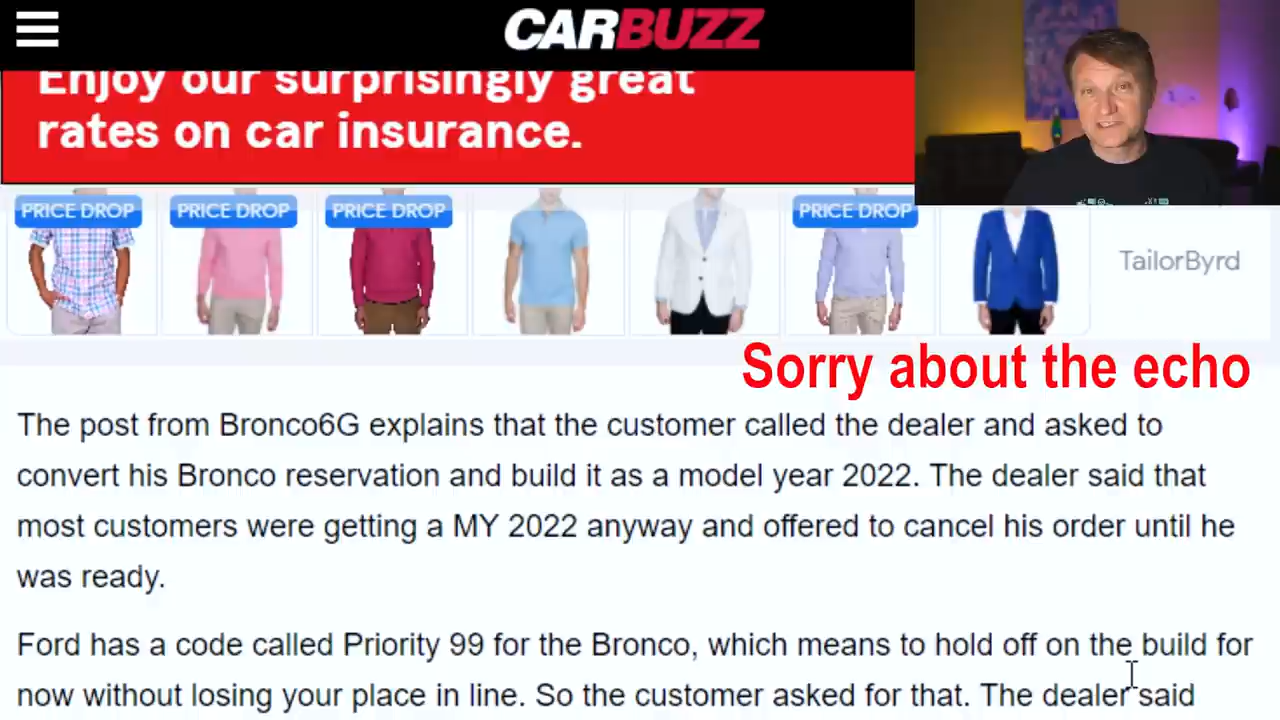 CARBUZZ
Enjoy our surprisingly great
rates on car insurance.
PRICE DROP PRICE DROP PRICE DROP PRICE DROP
TailorByrd
Sorry about the echo
The post from Bronco6G explains that the customer called the dealer and asked to
convert his Bronco reservation and build it as a model year 2022. The dealer said that
most customers were getting a MY 2022 anyway and offered to cancel his order until he
was ready.
Ford has a code called Priority 99 for the Bronco, which means to hold off on the build for
now without losing your place in line. So the customer asked for that. The dealer said